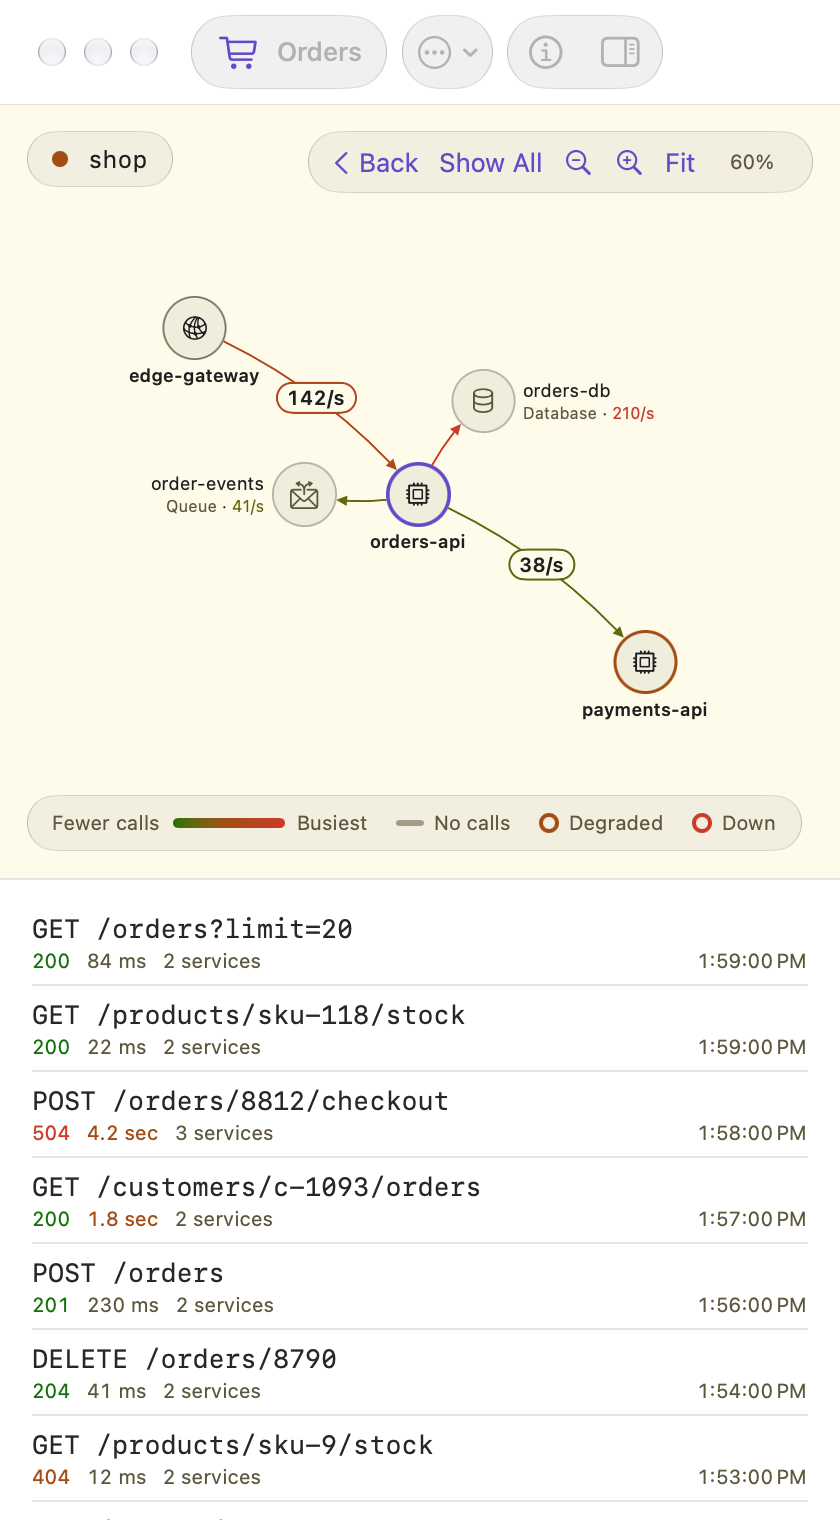 Orders
shop
Back Show All Fit 60%
edge-gateway
142/s
orders-db
Database · 210/s
order-events
Queue · 41/s
orders-api
38/s
payments-api
Fewer calls Busiest No calls Degraded Down
GET /orders?limit=20
200 84 ms 2 services 1:59:00 PM
GET /products/sku-118/stock
200 22 ms 2 services 1:59:00 PM
POST /orders/8812/checkout
504 4.2 sec 3 services 1:58:00 PM
GET /customers/c-1093/orders
200 1.8 sec 2 services 1:57:00 PM
POST /orders
201 230 ms 2 services 1:56:00 PM
DELETE /orders/8790
204 41 ms 2 services 1:54:00 PM
GET /products/sku-9/stock
404 12 ms 2 services 1:53:00 PM